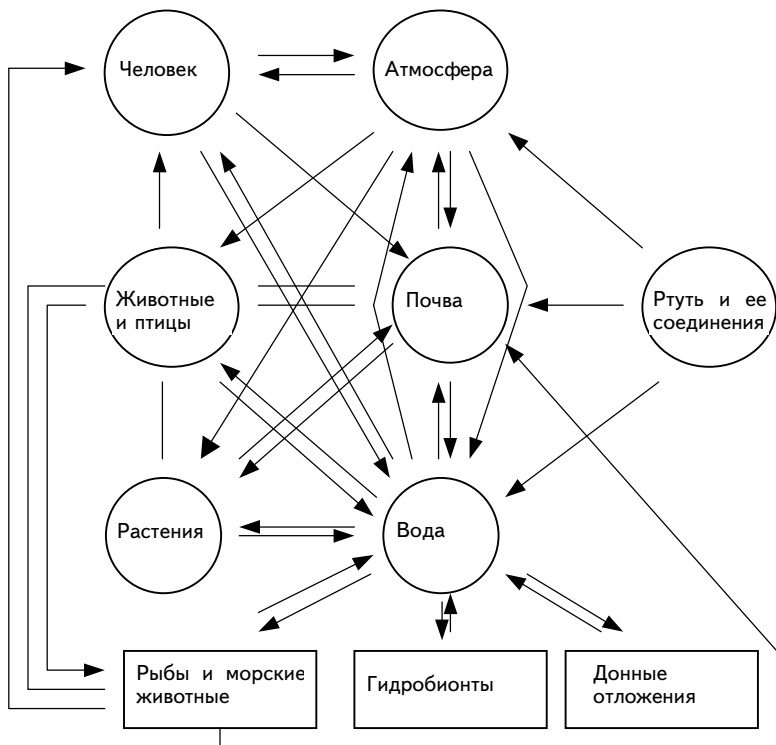 Человек
Атмосфера
Животные
и птицы
Почва
Ртуть и ее
соединения
Растения
Вода
Рыбы и морские
животные
Гидробионты
Донные
отложения